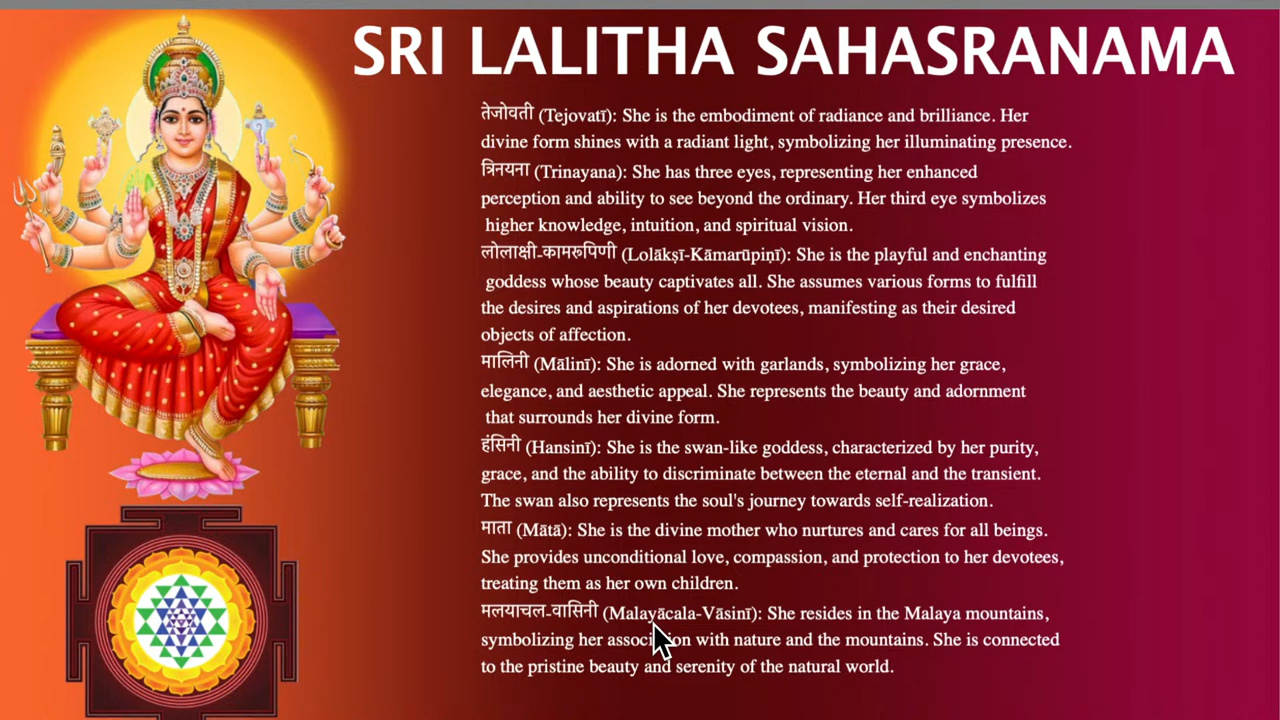 SRI LALITHA SAHASRANAMA
तेजोवती (Tejovatī): She is the embodiment of radiance and brilliance. Her
divine form shines with a radiant light, symbolizing her illuminating presence.
त्रिनयना (Trinayana): She has three eyes, representing her enhanced
perception and ability to see beyond the ordinary. Her third eye symbolizes
higher knowledge, intuition, and spiritual vision.
लोलाक्षी-कामरूपिणी (Lolākṣī-Kāmarūpiṇī): She is the playful and enchanting
goddess whose beauty captivates all. She assumes various forms to fulfill
the desires and aspirations of her devotees, manifesting as their desired
objects of affection.
मालिनी (Mālinī): She is adorned with garlands, symbolizing her grace,
elegance, and aesthetic appeal. She represents the beauty and adornment
that surrounds her divine form.
हंसिनी (Hansinī): She is the swan-like goddess, characterized by her purity,
grace, and the ability to discriminate between the eternal and the transient.
The swan also represents the soul's journey towards self-realization.
माता (Mātā): She is the divine mother who nurtures and cares for all beings.
She provides unconditional love, compassion, and protection to her devotees,
treating them as her own children.
मलयाचल-वासिनी (Malayācala-Vāsinī): She resides in the Malaya mountains,
symbolizing her association with nature and the mountains. She is connected
to the pristine beauty and serenity of the natural world.